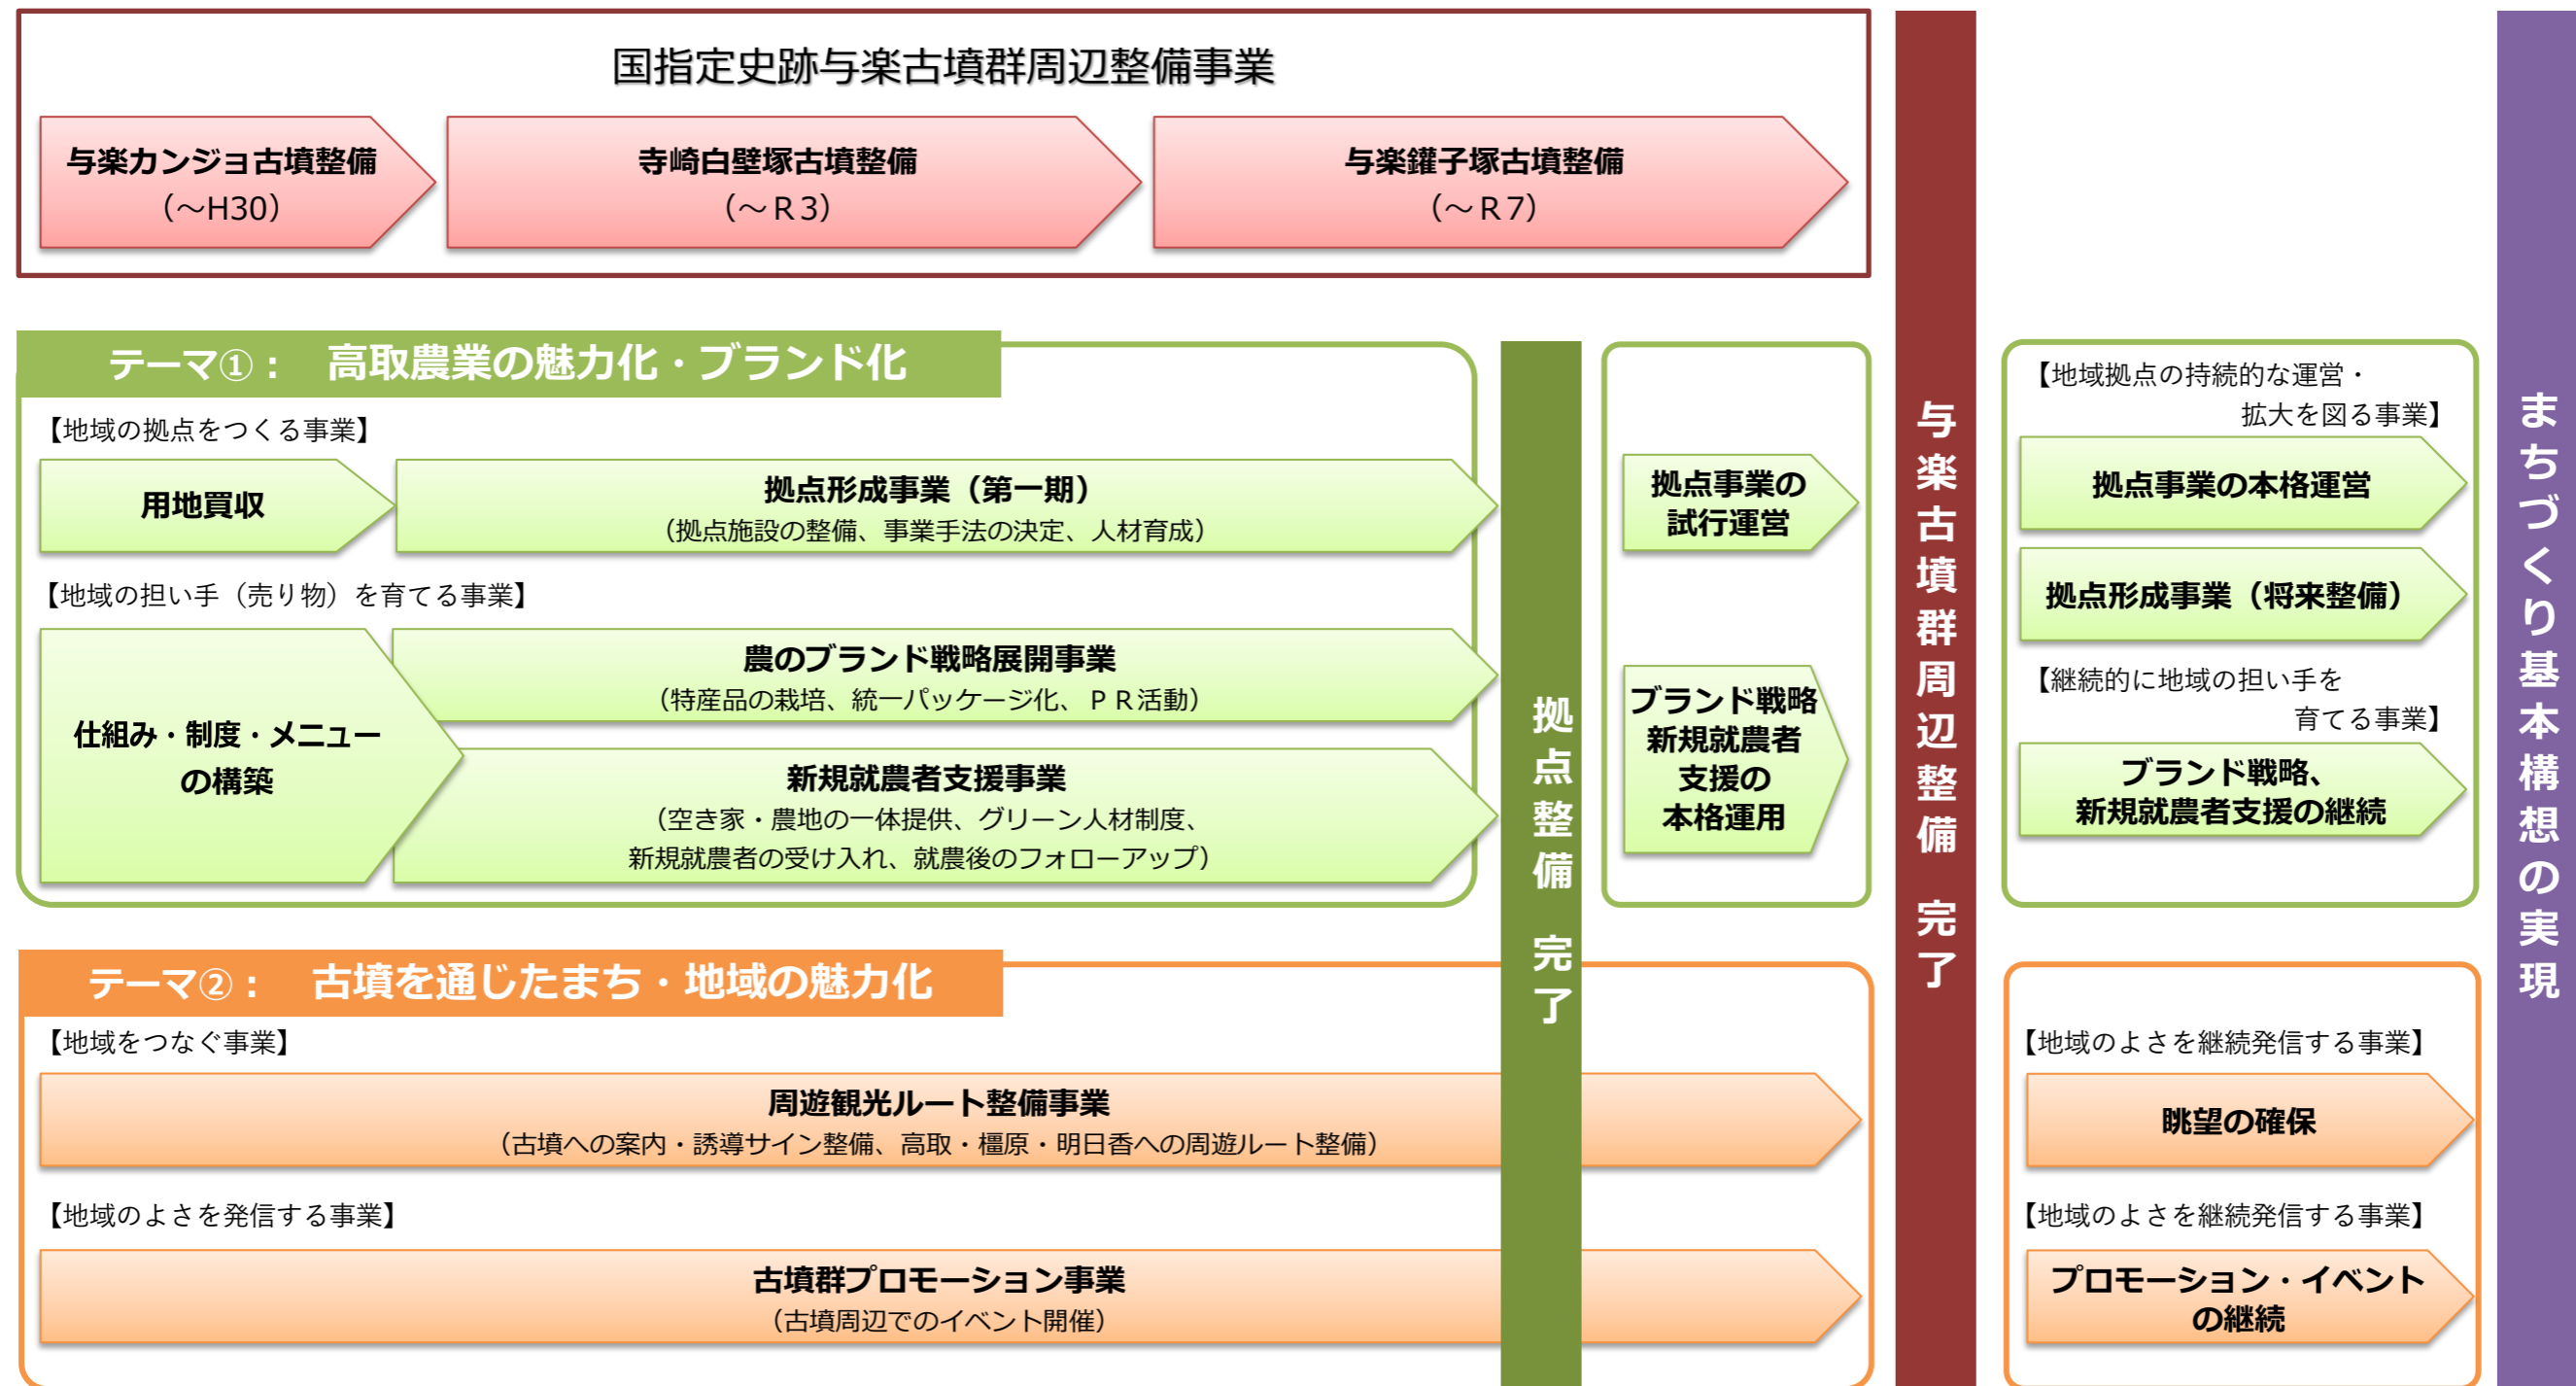 国指定史跡与楽古墳群周辺整備事業
与楽カンジョ古墳整備
（～H30）
寺崎白壁塚古墳整備
（～Ｒ3）
与楽鑵子塚古墳整備
（～Ｒ7）
テーマ①：　高取農業の魅力化・ブランド化
【地域の拠点をつくる事業】
用地買収
拠点形成事業（第一期）
（拠点施設の整備、事業手法の決定、人材育成）
【地域の担い手（売り物）を育てる事業】
仕組み・制度・メニュー
の構築
農のブランド戦略展開事業
（特産品の栽培、統一パッケージ化、ＰＲ活動）
新規就農者支援事業
（空き家・農地の一体提供、グリーン人材制度、
新規就農者の受け入れ、就農後のフォローアップ）
拠点整備　完了
拠点事業の
試行運営
ブランド戦略
新規就農者
支援の
本格運用
与楽古墳群周辺整備　完了
【地域拠点の持続的な運営・
拡大を図る事業】
拠点事業の本格運営
拠点形成事業（将来整備）
【継続的に地域の担い手を
育てる事業】
ブランド戦略、
新規就農者支援の継続
まちづくり基本構想の実現
テーマ②：　古墳を通じたまち・地域の魅力化
【地域をつなぐ事業】
周遊観光ルート整備事業
（古墳への案内・誘導サイン整備、高取・橿原・明日香への周遊ルート整備）
【地域のよさを発信する事業】
古墳群プロモーション事業
（古墳周辺でのイベント開催）
【地域のよさを継続発信する事業】
眺望の確保
【地域のよさを継続発信する事業】
プロモーション・イベント
の継続